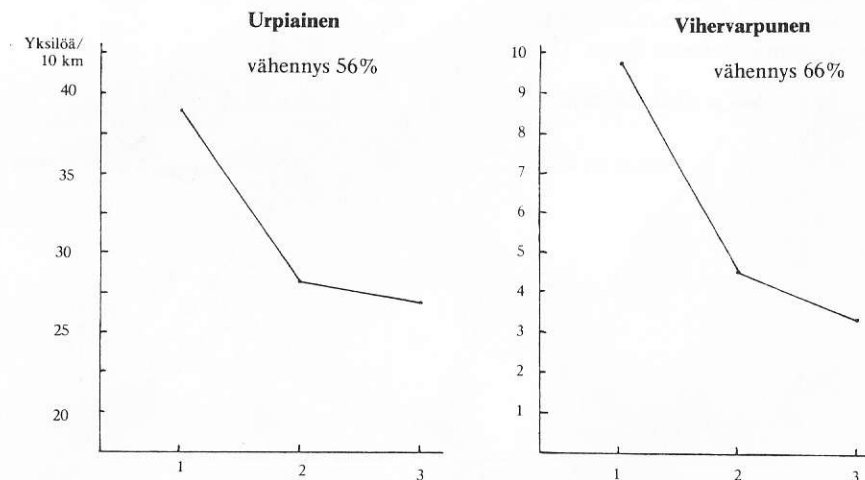 Urpiainen
Yksilöä/
10 km
vähennys 56%
40
35
30
25
20
1 2 3
Vihervarpunen
vähennys 66%
10
9
8
7
6
5
4
3
2
1
1 2 3